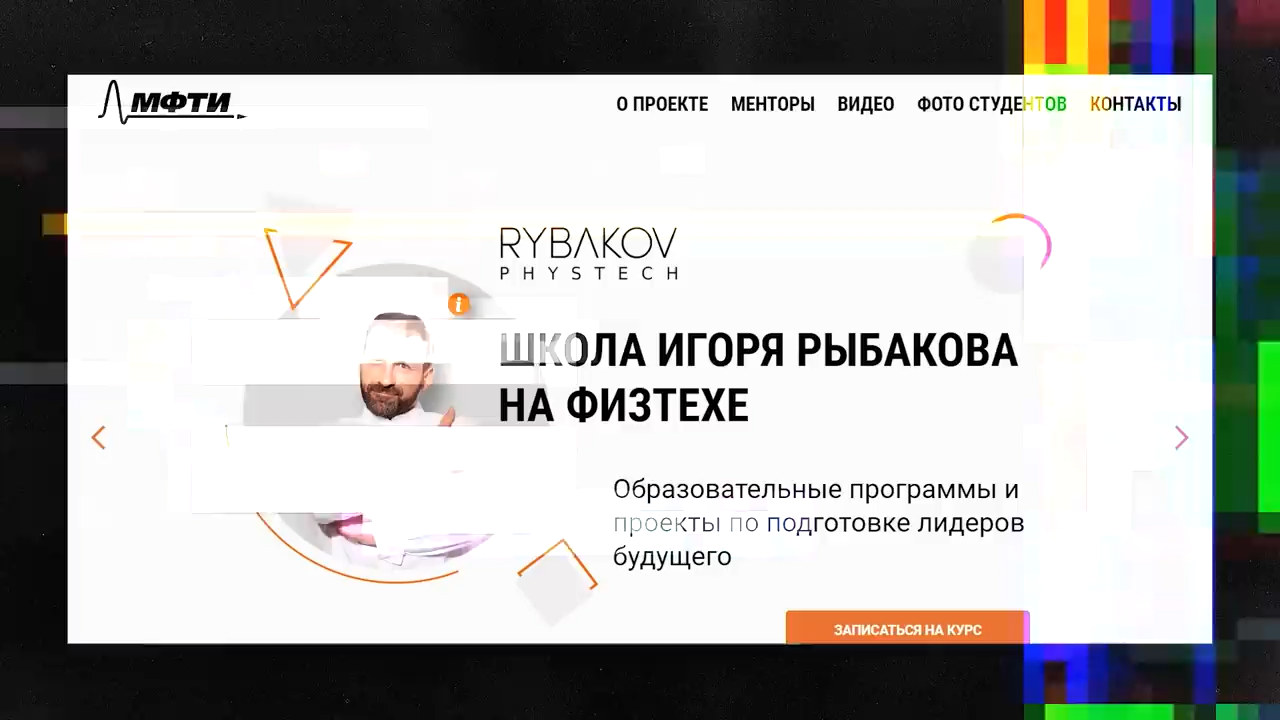 МФТИ
О ПРОЕКТЕ МЕНТОРЫ ВИДЕО ФОТО СТУДЕНТОВ КОНТАКТЫ
RYBAKOV
PHYSTECH
i
ШКОЛА ИГОРЯ РЫБАКОВА
НА ФИЗТЕХЕ
Образовательные программы и
проекты по подготовке лидеров
будущего
ЗАПИСАТЬСЯ НА КУРС